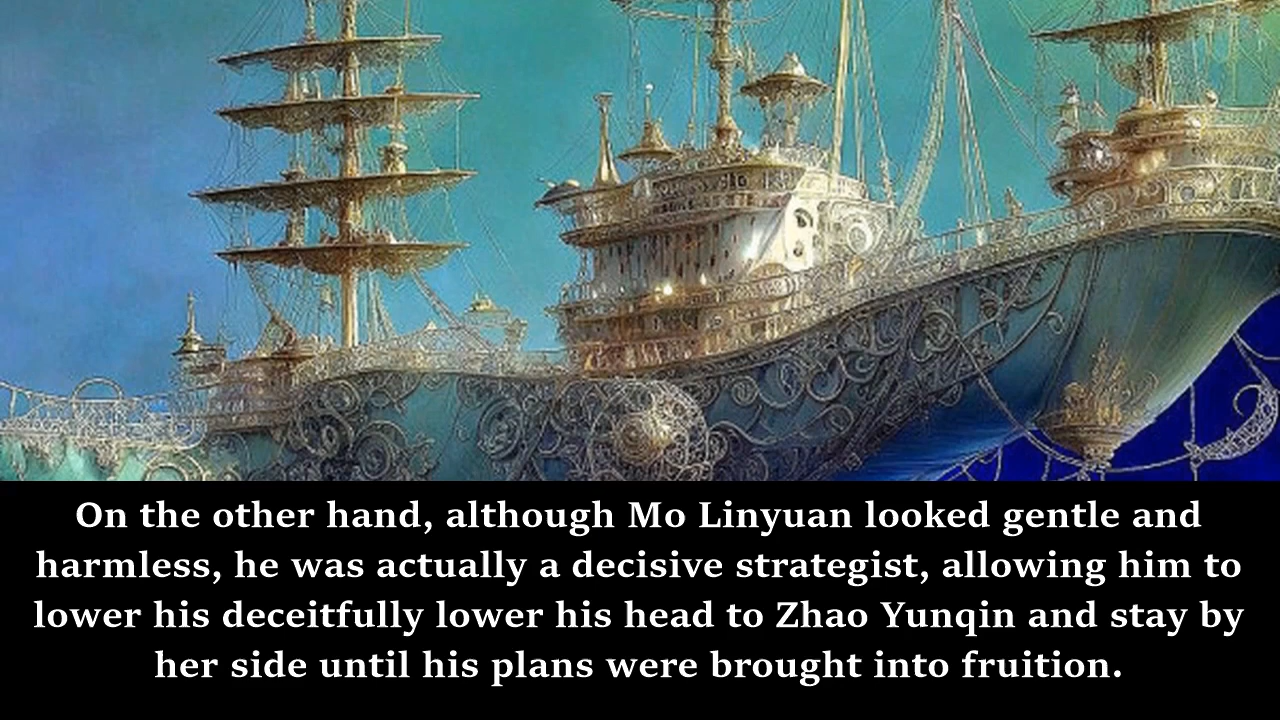 On the other hand, although Mo Linyuan looked gentle and
harmless, he was actually a decisive strategist, allowing him to
lower his deceitfully lower his head to Zhao Yunqin and stay by
her side until his plans were brought into fruition.